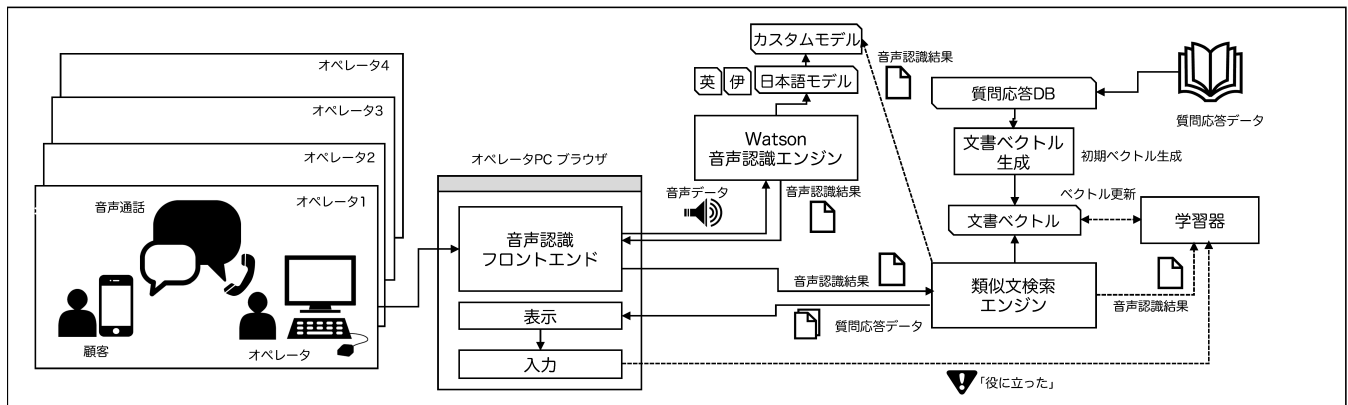 オペレータ4
オペレータ3
オペレータ2
オペレータ1
音声通話
顧客
オペレータ
オペレータPC ブラウザ
音声認識
フロントエンド
表示
入力
カスタムモデル
英
伊
日本語モデル
Watson
音声認識エンジン
音声データ
音声認識結果
音声認識結果
音声認識結果
質問応答データ
質問応答DB
質問応答データ
文書ベクトル
生成
初期ベクトル生成
ベクトル更新
文書ベクトル
学習器
類似文検索
エンジン
音声認識結果
「役に立った」